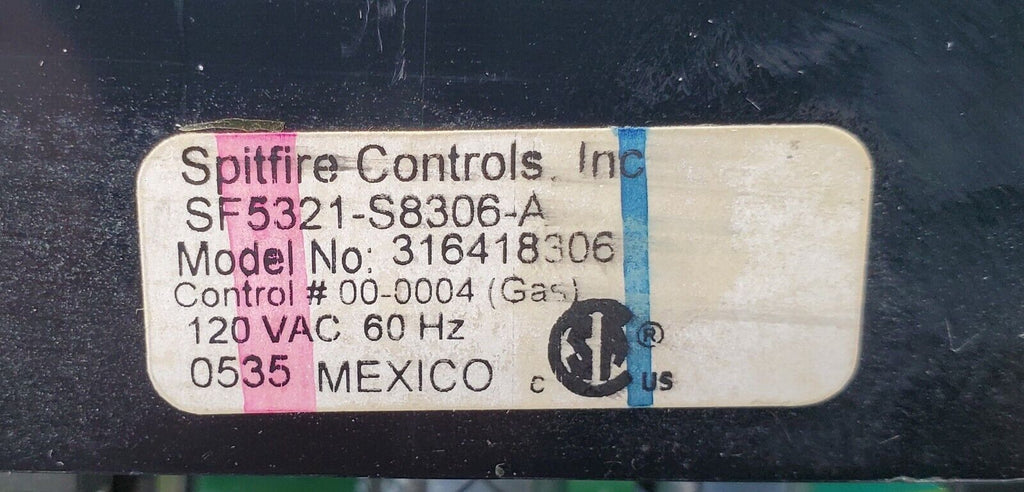 Spitfire Controls, Inc
SF5321-S8306-A
Model No: 316418306
Control # 00-0004 (Gas)
120 VAC 60 Hz
0535 MEXICO
C SA ® US